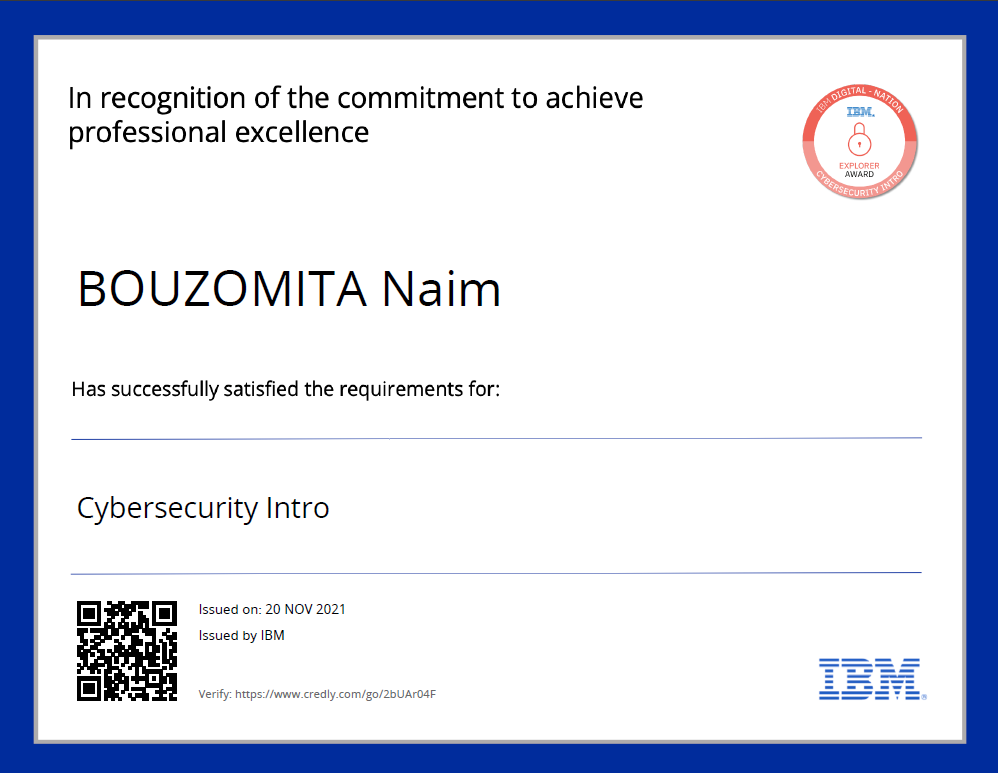 In recognition of the commitment to achieve
professional excellence
IBM DIGITAL - NATION
IBM.
EXPLORER
AWARD
CYBERSECURITY INTRO
BOUZOMITA Naim
Has successfully satisfied the requirements for:
Cybersecurity Intro
Issued on: 20 NOV 2021
Issued by IBM
Verify: https://www.credly.com/go/2bUAr04F
IBM®